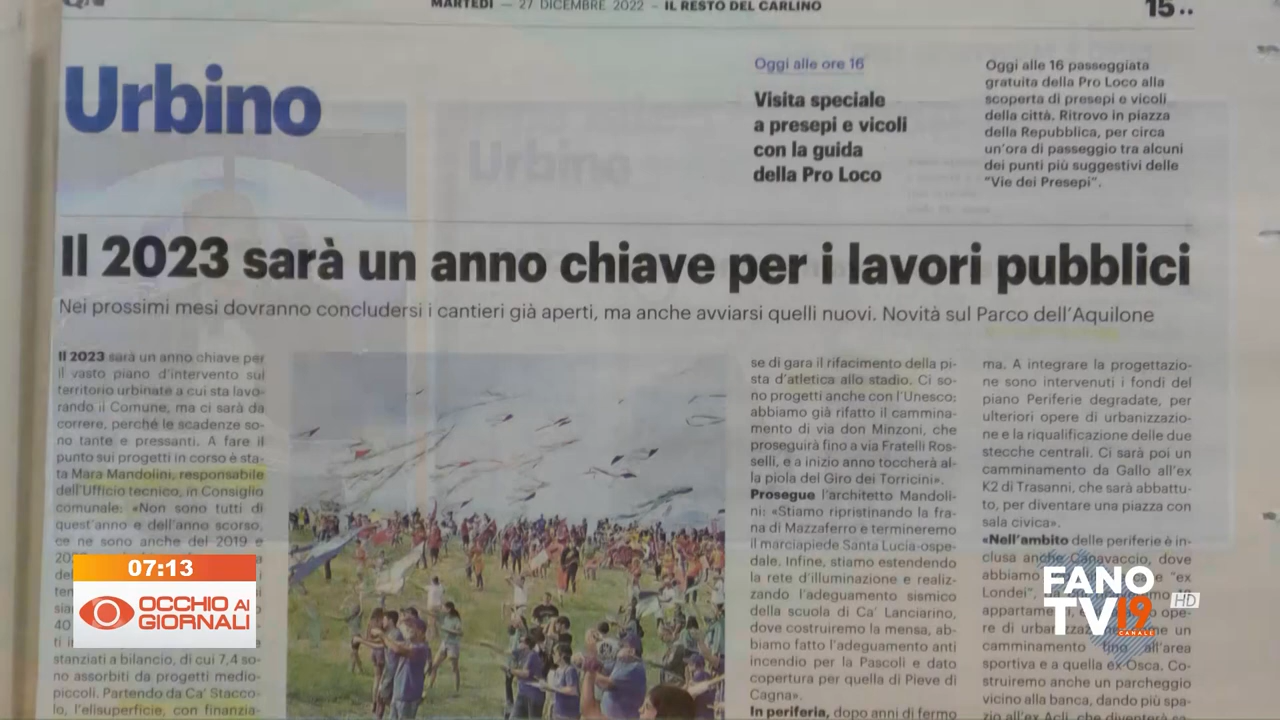 MARTEDÌ — 27 DICEMBRE 2022 – IL RESTO DEL CARLINO
15..
Urbino
Oggi alle ore 16
Visita speciale
a presepi e vicoli
con la guida
della Pro Loco
Oggi alle 16 passeggiata
gratuita della Pro Loco alla
scoperta di presepi e vicoli
della città. Ritrovo in piazza
della Repubblica, per circa
un'ora di passeggio tra alcuni
dei punti più suggestivi delle
"Vie dei Presepi".
Il 2023 sarà un anno chiave per i lavori pubblici
Nei prossimi mesi dovranno concludersi i cantieri già aperti, ma anche avviarsi quelli nuovi. Novità sul Parco dell'Aquilone
Il 2023 sarà un anno chiave per
il vasto piano d'intervento sul
territorio urbinate a cui sta lavo-
rando il Comune, ma ci sarà da
correre, perché le scadenze so-
no tante e pressanti. A fare il
punto sui progetti in corso è sta-
ta Mara Mandolini, responsabile
dell'Ufficio tecnico, in Consiglio
comunale: «Non sono tutti di
quest'anno e dell'anno scorso,
ce ne sono anche del 2019 e
stanziati a bilancio, di cui 7,4 so-
no assorbiti da progetti medio-
piccoli. Partendo da Ca' Stacco-
lo, l'elisuperficie, con finanzia-
se di gara il rifacimento della pi-
sta d'atletica allo stadio. Ci so-
no progetti anche con l'Unesco:
abbiamo già rifatto il cammina-
mento di via don Minzoni, che
proseguirà fino a via Fratelli Ros-
selli, e a inizio anno toccherà al-
la piola del Giro dei Torricini».
Prosegue l'architetto Mandoli-
ni: «Stiamo ripristinando la fra-
na di Mazzaferro e termineremo
il marciapiede Santa Lucia-ospe-
dale. Infine, stiamo estendendo
la rete d'illuminazione e realiz-
zando l'adeguamento sismico
della scuola di Ca' Lanciarino,
dove costruiremo la mensa, ab-
biamo fatto l'adeguamento anti
incendio per la Pascoli e dato
copertura per quella di Pieve di
Cagna».
In periferia, dopo anni di fermo
ma. A integrare la progettazio-
ne sono intervenuti i fondi del
piano Periferie degradate, per
ulteriori opere di urbanizzazio-
ne e la riqualificazione delle due
stecche centrali. Ci sarà poi un
camminamento da Gallo all'ex
K2 di Trasanni, che sarà abbattu-
to, per diventare una piazza con
sala civica».
«Nell'ambito delle periferie è in-
clusa anche Canavaccio, dove
abbiamo "ex
Londei",
appartam
re di urbanizzazione un
camminamento fino all'area
sportiva e a quella ex Osca. Co-
struiremo anche un parcheggio
vicino alla banca, dando più spa-
zio all'ex Acli, che diventerà
07:13
OCCHIO AI
GIORNALI
FANO
TV19
CANALE
HD